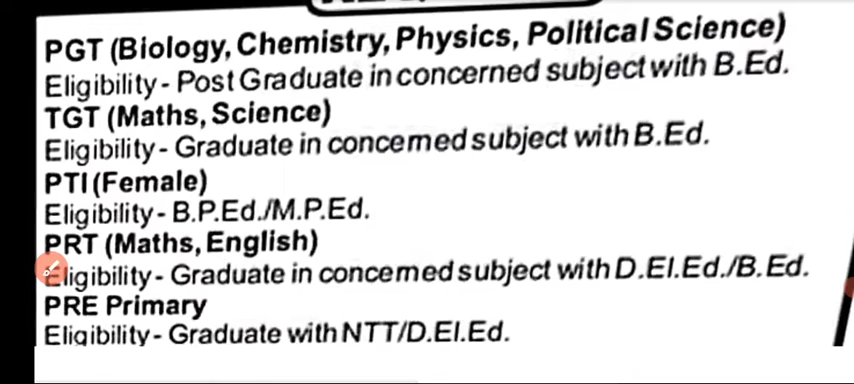 PGT (Biology, Chemistry, Physics, Political Science)
Eligibility - Post Graduate in concerned subject with B.Ed.
TGT (Maths, Science)
Eligibility - Graduate in concerned subject with B.Ed.
PTI (Female)
Eligibility - B.P.Ed./M.P.Ed.
PRT (Maths, English)
Eligibility - Graduate in concerned subject with D.El.Ed./B.Ed.
PRE Primary
Eligibility - Graduate with NTT/D.El.Ed.